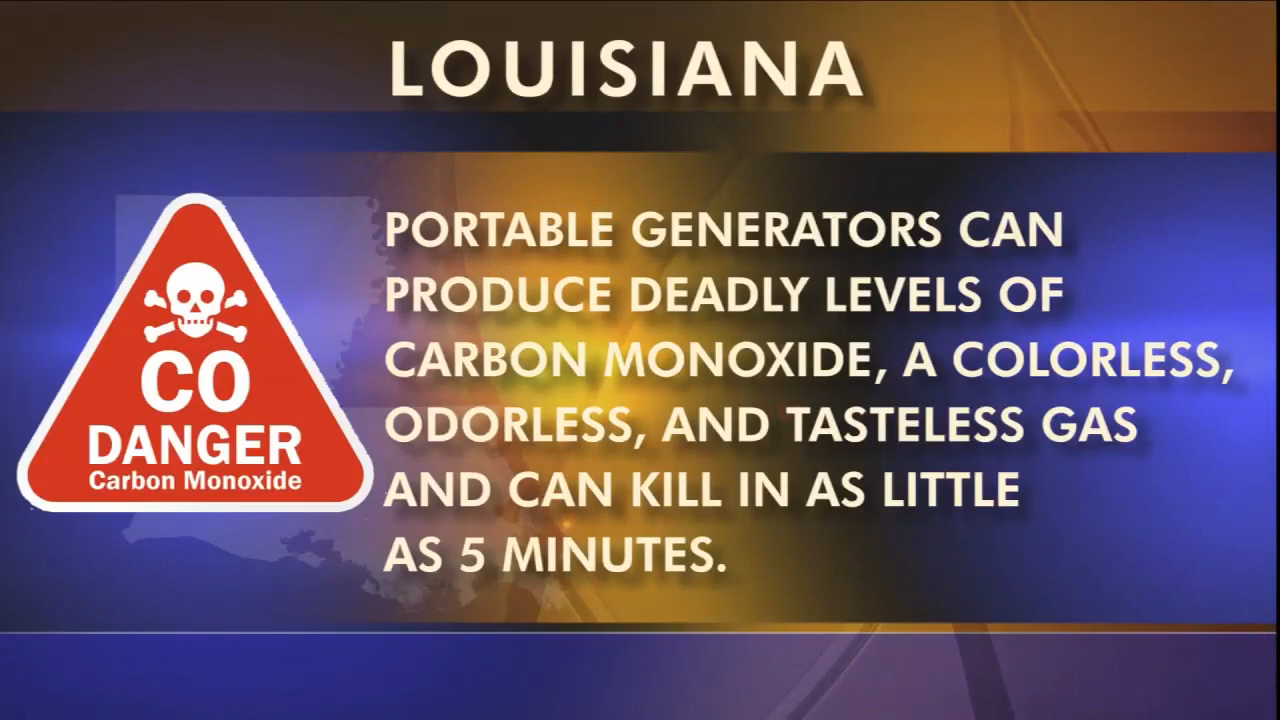 LOUISIANA
CO
DANGER
Carbon Monoxide
PORTABLE GENERATORS CAN
PRODUCE DEADLY LEVELS OF
CARBON MONOXIDE, A COLORLESS,
ODORLESS, AND TASTELESS GAS
AND CAN KILL IN AS LITTLE
AS 5 MINUTES.